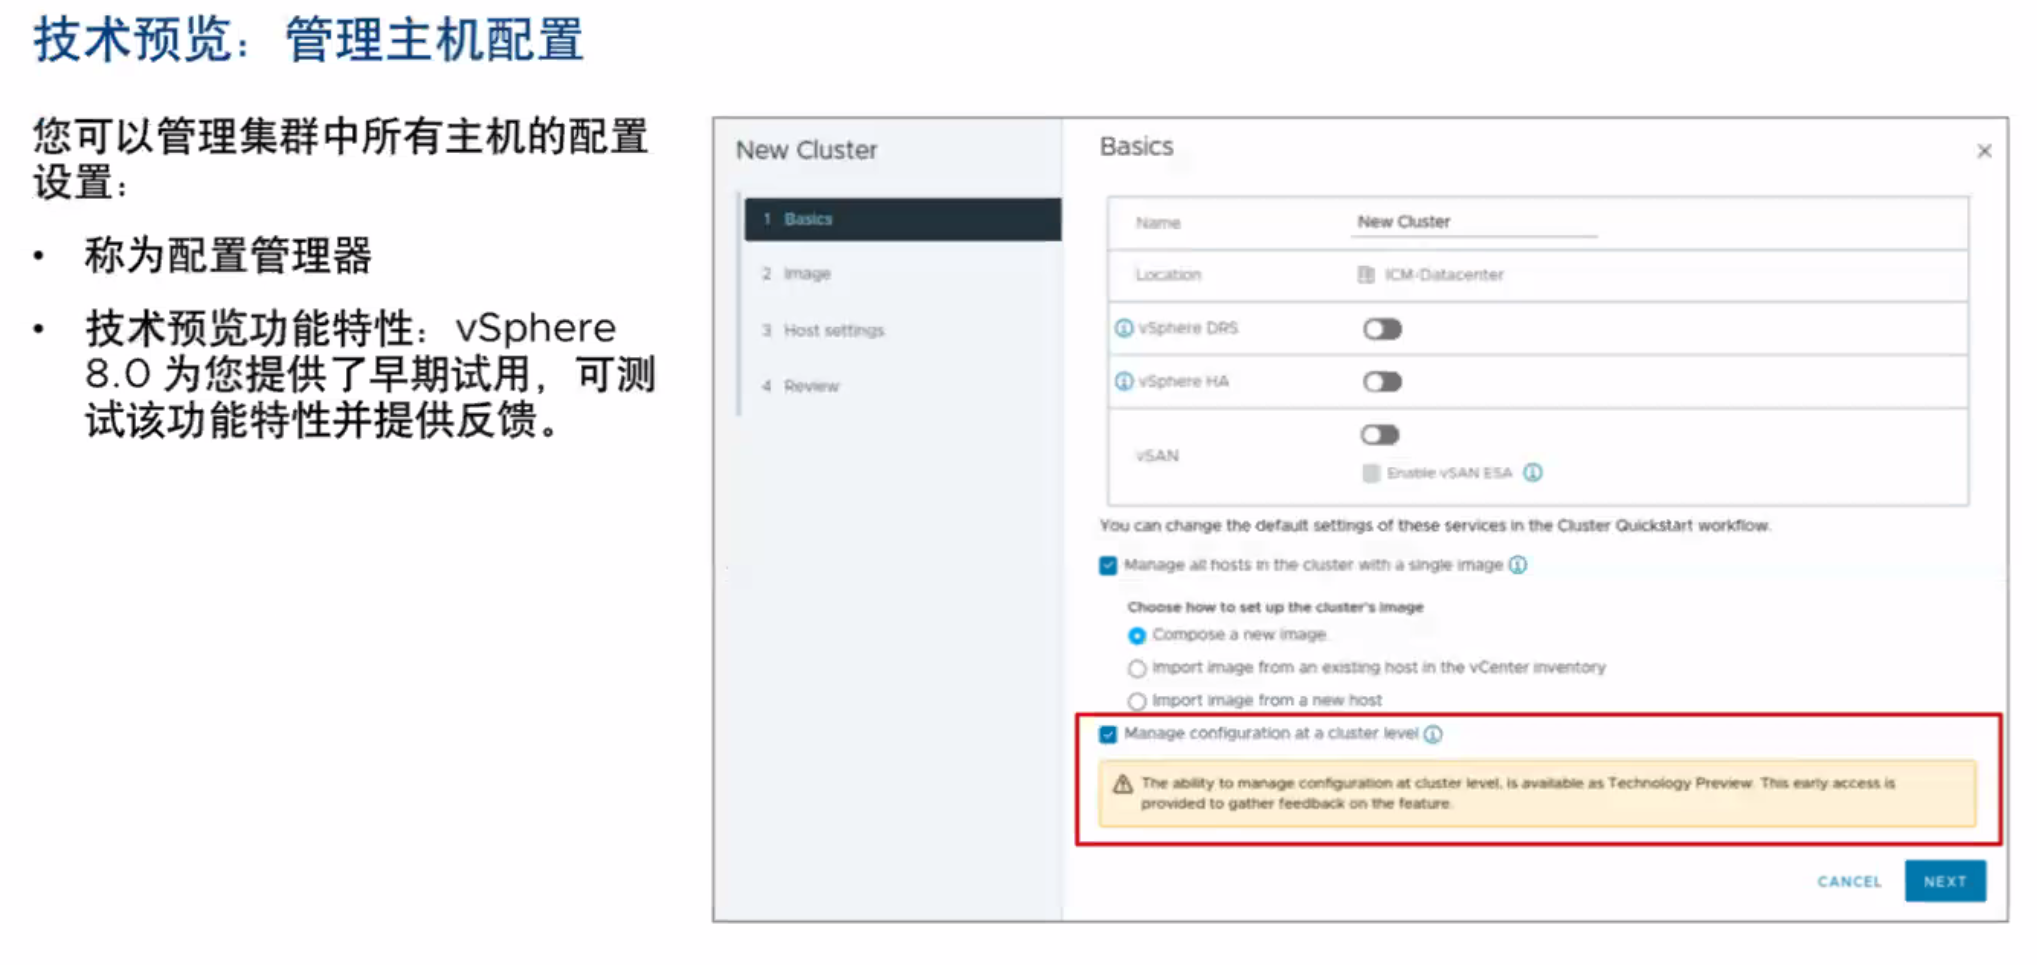 技术预览：管理主机配置
您可以管理集群中所有主机的配置
设置：
• 称为配置管理器
• 技术预览功能特性：vSphere
8.0 为您提供了早期试用，可测
试该功能特性并提供反馈。
New Cluster
1 Basics
2 Image
3 Host settings
4 Review
Basics
Name New Cluster
Location ICM-Datacenter
vSphere DRS
vSphere HA
vSAN
Enable vSAN ESA
You can change the default settings of these services in the Cluster Quickstart workflow.
Manage all hosts in the cluster with a single image
Choose how to set up the cluster's image
Compose a new image
Import image from an existing host in the vCenter inventory
Import image from a new host
Manage configuration at a cluster level
The ability to manage configuration at cluster level, is available as Technology Preview. This early access is
provided to gather feedback on the feature.
CANCEL NEXT